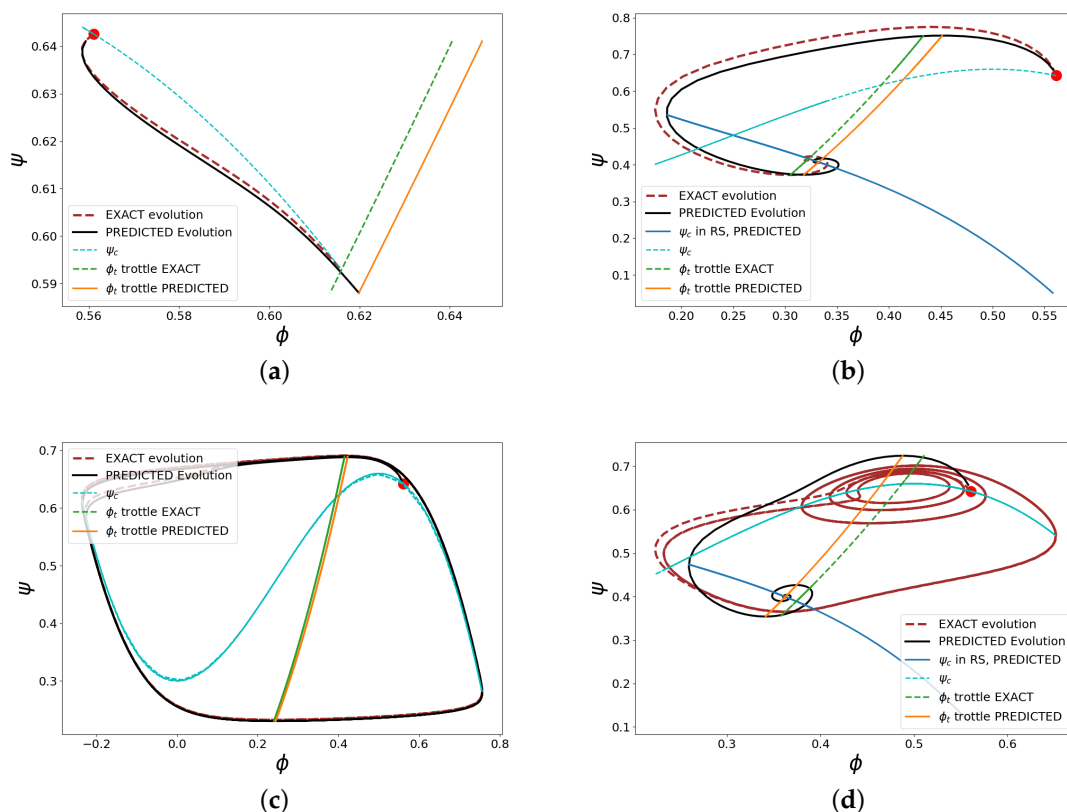 0.64
0.63
0.62
0.61
0.60
0.59
ψ
EXACT evolution
PREDICTED Evolution
ψc
ϕt trottle EXACT
ϕt trottle PREDICTED
0.56 0.58 0.60 0.62 0.64
ϕ
(a)
0.8
0.7
0.6
0.5
0.4
0.3
0.2
0.1
ψ
EXACT evolution
PREDICTED Evolution
ψc in RS, PREDICTED
ψc
ϕt trottle EXACT
ϕt trottle PREDICTED
0.20 0.25 0.30 0.35 0.40 0.45 0.50 0.55
ϕ
(b)
0.7
0.6
0.5
0.4
0.3
ψ
EXACT evolution
PREDICTED Evolution
ψc
ϕt trottle EXACT
ϕt trottle PREDICTED
−0.2 0.0 0.2 0.4 0.6 0.8
ϕ
(c)
0.7
0.6
0.5
0.4
0.3
0.2
0.1
ψ
EXACT evolution
PREDICTED Evolution
ψc in RS, PREDICTED
ψc
ϕt trottle EXACT
ϕt trottle PREDICTED
0.3 0.4 0.5 0.6
ϕ
(d)